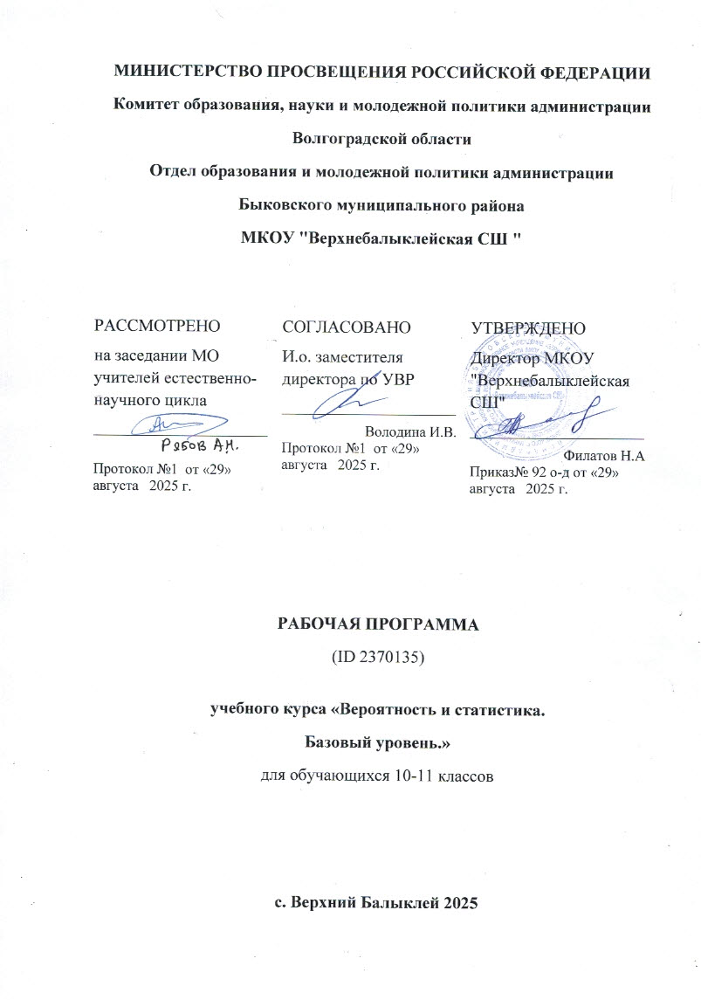 МИНИСТЕРСТВО ПРОСВЕЩЕНИЯ РОССИЙСКОЙ ФЕДЕРАЦИИ
Комитет образования, науки и молодежной политики администрации
Волгоградской области
Отдел образования и молодежной политики администрации
Быковского муниципального района
МКОУ "Верхнебалыклейская СШ "
РАССМОТРЕНО
на заседании МО
учителей естественно-
научного цикла
Рябов А.Н.
Протокол №1 от «29»
августа 2025 г.
СОГЛАСОВАНО
И.о. заместителя
директора по УВР
Володина И.В.
Протокол №1 от «29»
августа 2025 г.
УТВЕРЖДЕНО
Директор МКОУ
"Верхнебалыклейская
СШ"
Филатов Н.А
Приказ№ 92 о-д от «29»
августа 2025 г.
РАБОЧАЯ ПРОГРАММА
(ID 2370135)
учебного курса «Вероятность и статистика.
Базовый уровень.»
для обучающихся 10-11 классов
с. Верхний Балыклей 2025